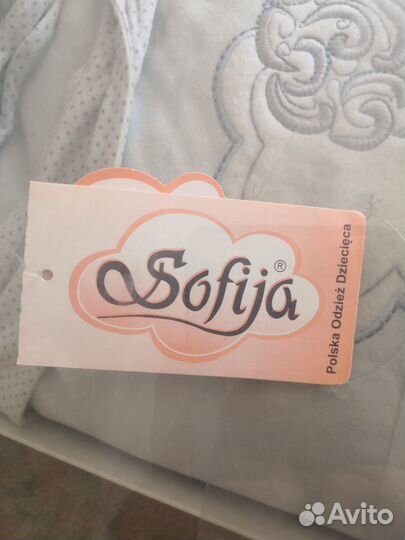 Sofija®
Polska Odzież Dziecięca
Avito